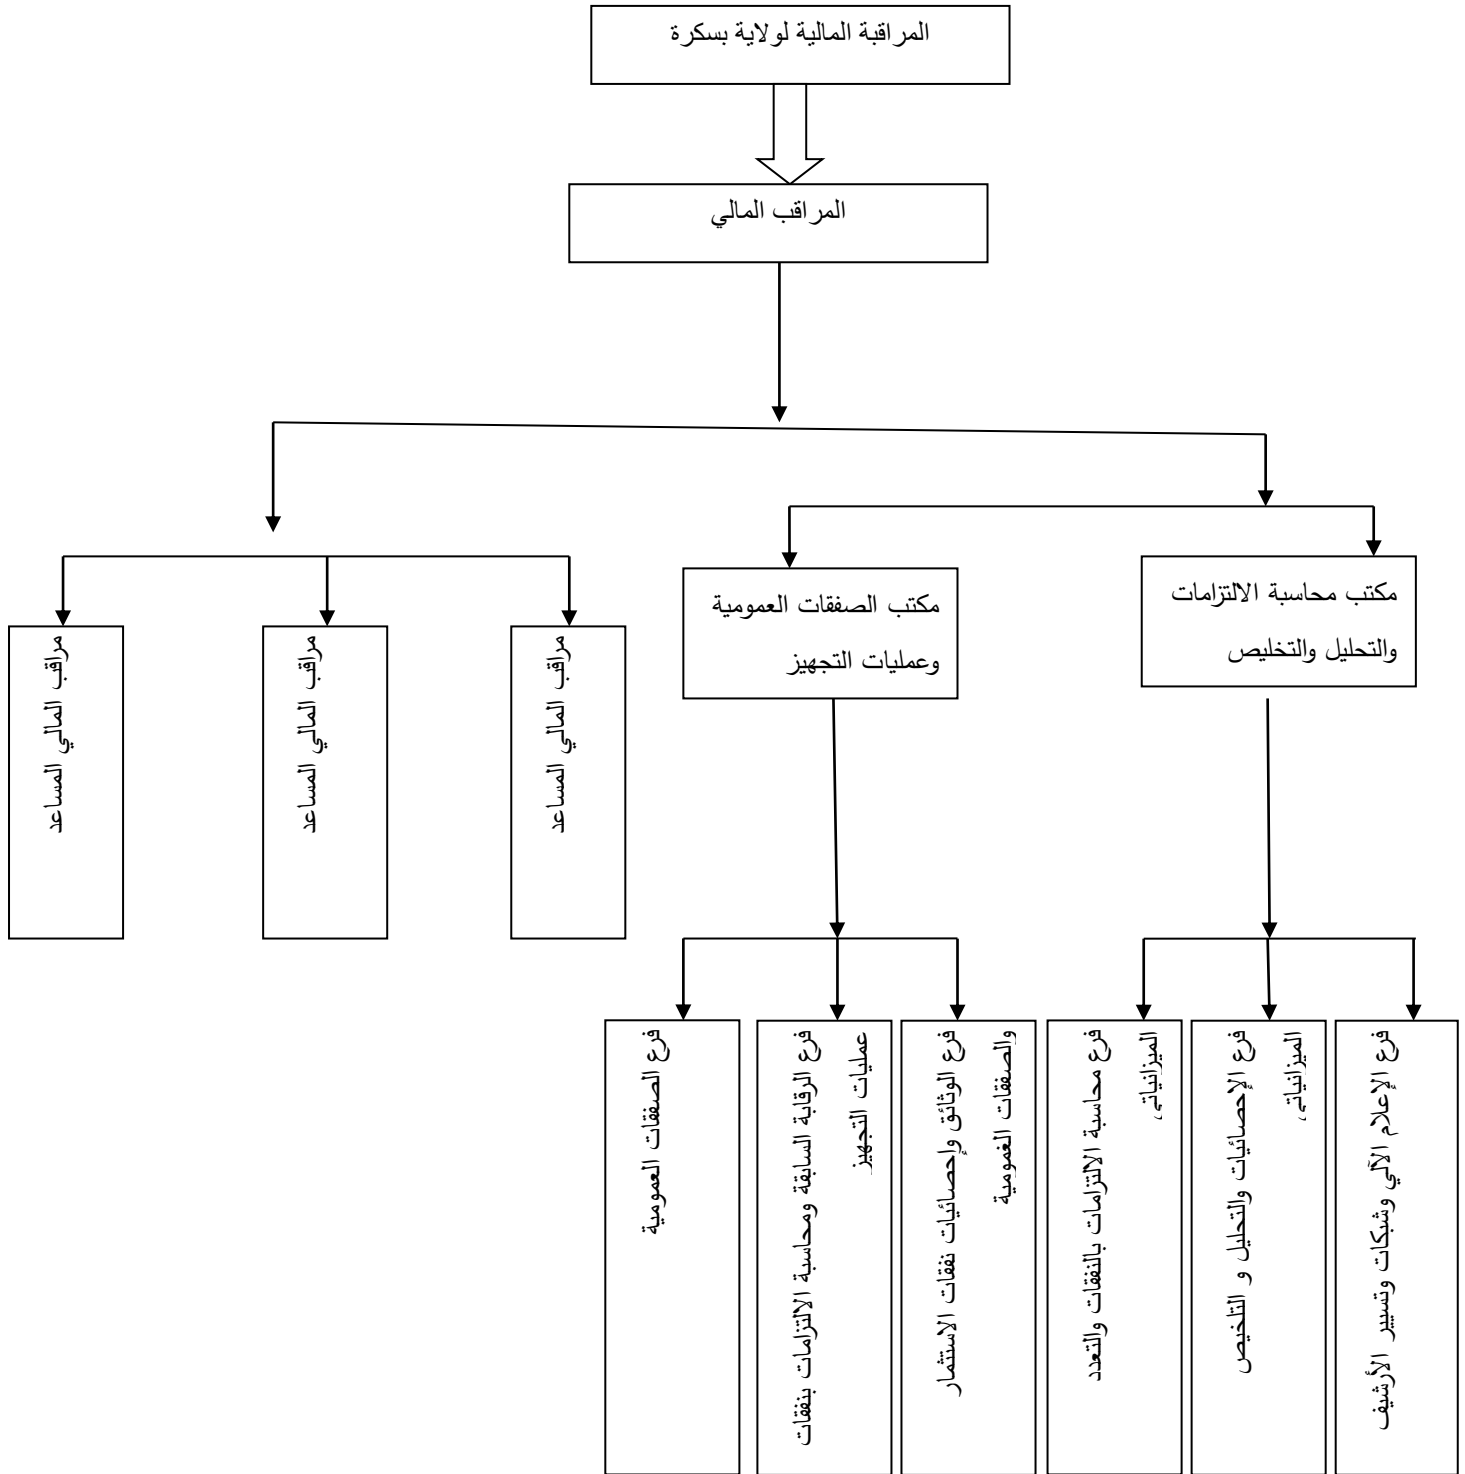 المراقبة المالية لولاية بسكرة
المراقب المالي
مكتب محاسبة الالتزامات
والتحليل والتخليص
مكتب الصفقات العمومية
وعمليات التجهيز
مراقب المالي المساعد
مراقب المالي المساعد
مراقب المالي المساعد
فرع الإعلام الآلي وشبكات وتسيير الأرشيف
فرع الإحصائيات والتحليل و التلخيص
الميزانياتي
فرع محاسبة الالتزامات بالنفقات والتعدد
الميزانياتي
فرع الوثائق وإحصائيات نفقات الاستثمار
والصفقات الغمومية
فرع الرقابة السابقة ومحاسبة الالتزامات بنفقات
عمليات التجهيز
فرع الصفقات العمومية